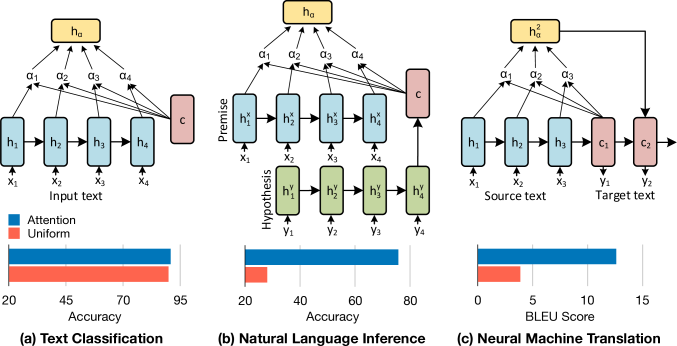 hα
α1 α2 α3 α4
c
h1 h2 h3 h4
x1 x2 x3 x4
Input text
hα
α1 α2 α3 α4
c
Premise
h1x h2x h3x h4x
x1 x2 x3 x4
Hypothesis
h1y h2y h3y h4y
y1 y2 y3 y4
hα2
α1 α2 α3
h1 h2 h3 c1 c2
x1 x2 x3 y1 y2
Source text Target text
Attention
Uniform
20 45 70 95
Accuracy
20 40 60 80
Accuracy
0 5 10 15
BLEU Score
(a) Text Classification
(b) Natural Language Inference
(c) Neural Machine Translation